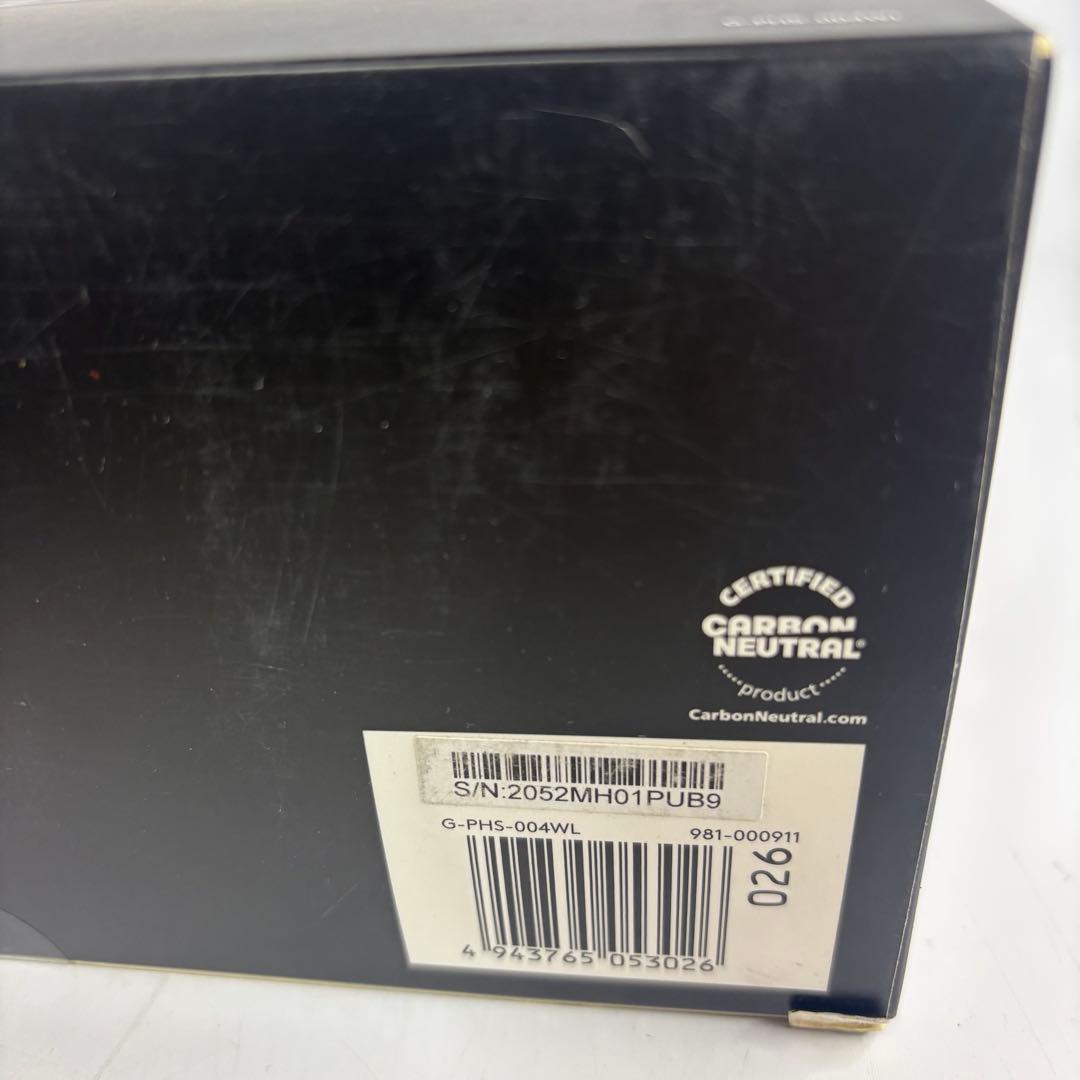 CERTIFIED
CARBON
NEUTRAL®
product
CarbonNeutral.com
S/N:2052MH01PUB9
G-PHS-004WL 981-000911
026
4 943765 053026